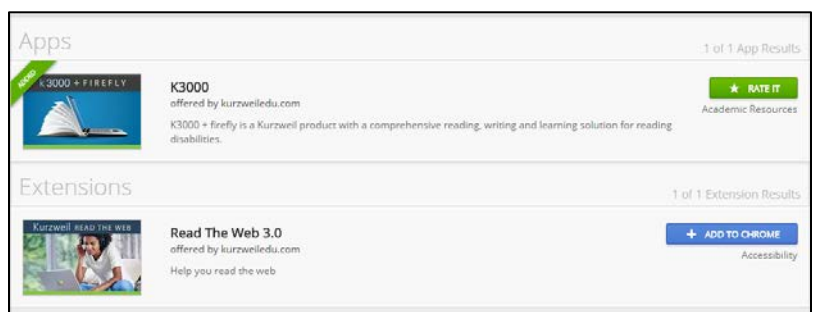 Apps
1 of 1 App Results
ADDED
k3000 + FIREFLY
K3000
offered by kurzweiledu.com
K3000 + firefly is a Kurzweil product with a comprehensive reading, writing and learning solution for reading
disabilities.
★ RATE IT
Academic Resources
Extensions
1 of 1 Extension Results
Kurzweil READ THE WEB
Read The Web 3.0
offered by kurzweiledu.com
Help you read the web
+ ADD TO CHROME
Accessibility